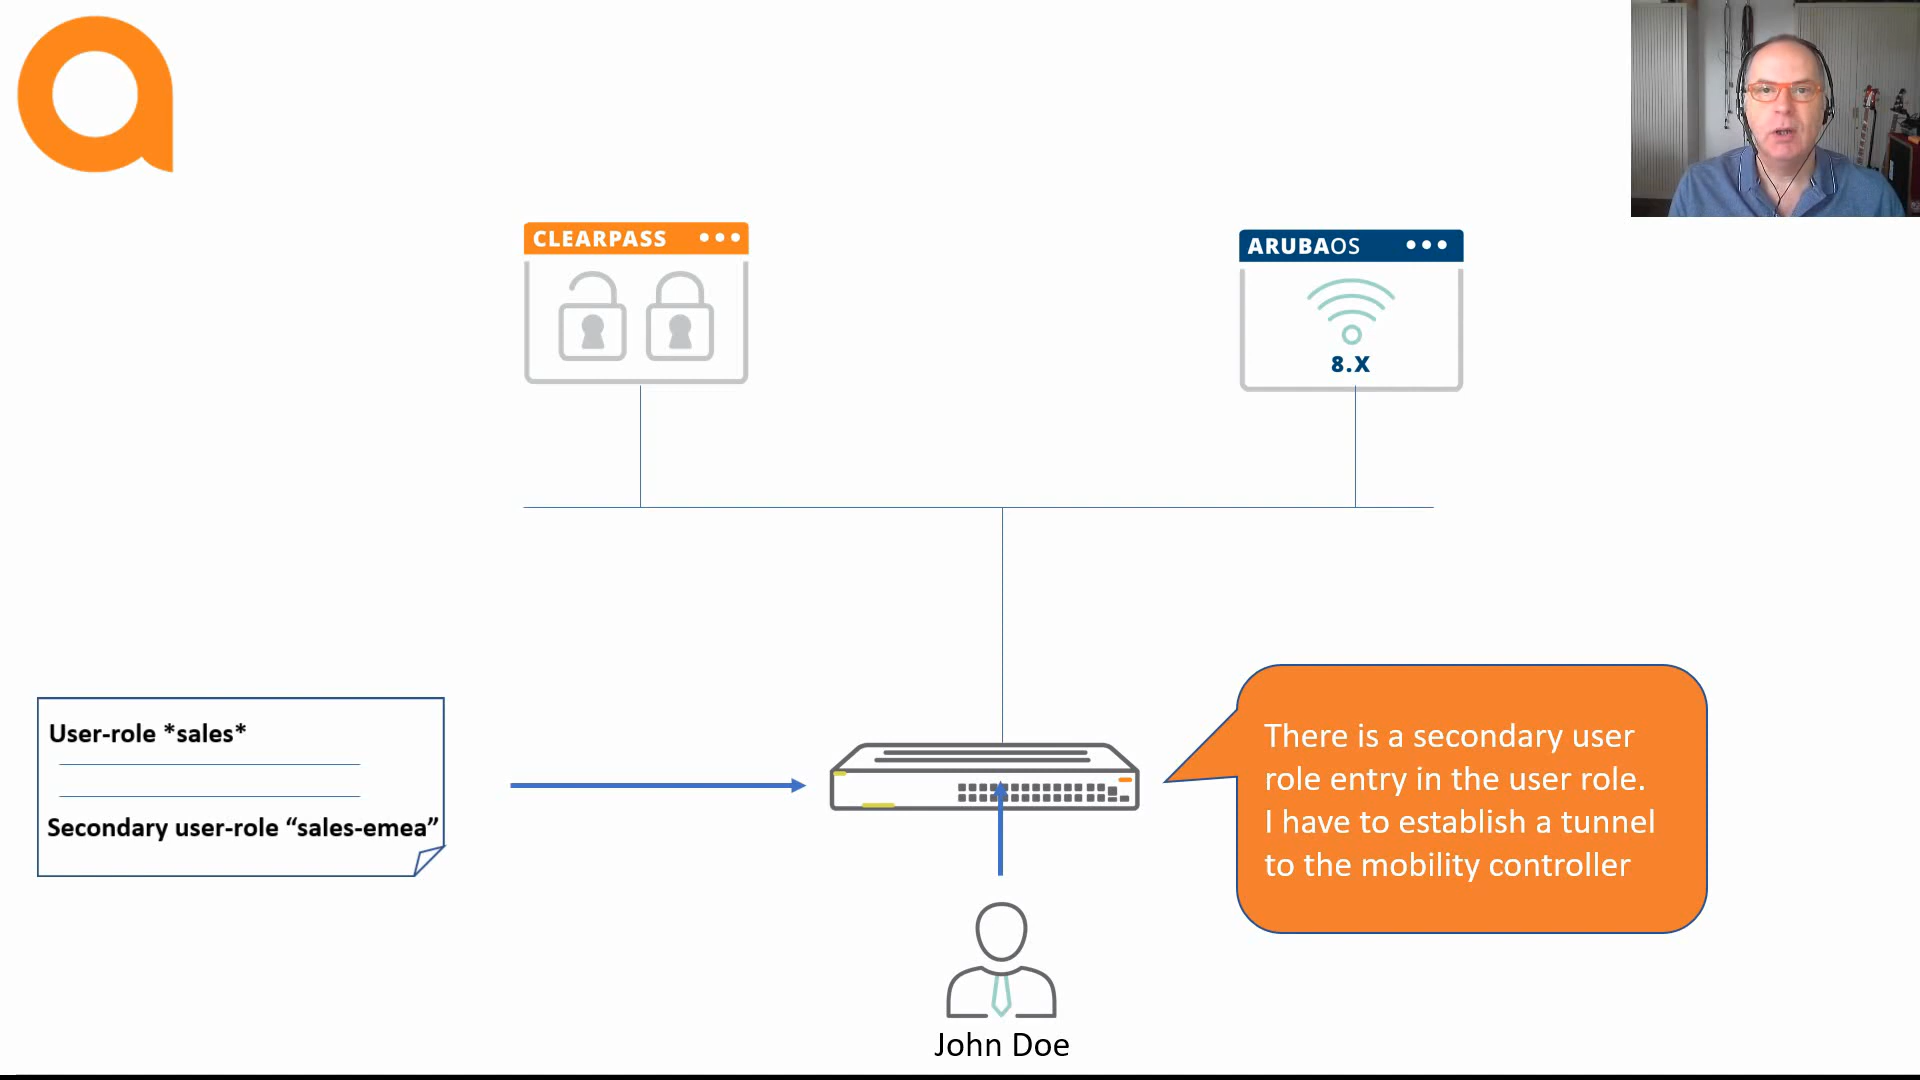 CLEARPASS
ARUBAOS
8.X
User-role *sales*
Secondary user-role “sales-emea”
There is a secondary user
role entry in the user role.
I have to establish a tunnel
to the mobility controller
John Doe